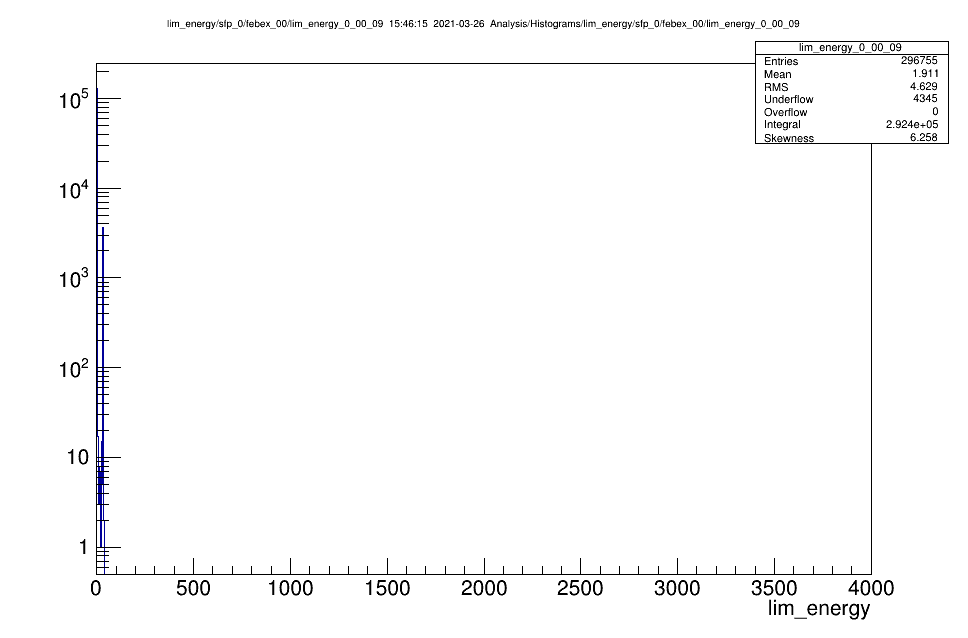 lim_energy/sfp_0/febex_00/lim_energy_0_00_09 15:46:15 2021-03-26 Analysis/Histograms/lim_energy/sfp_0/febex_00/lim_energy_0_00_09
lim_energy_0_00_09
Entries 296755
Mean 1.911
RMS 4.629
Underflow 4345
Overflow 0
Integral 2.924e+05
Skewness 6.258
10^5
10^4
10^3
10^2
10
1
0 500 1000 1500 2000 2500 3000 3500 4000
lim_energy